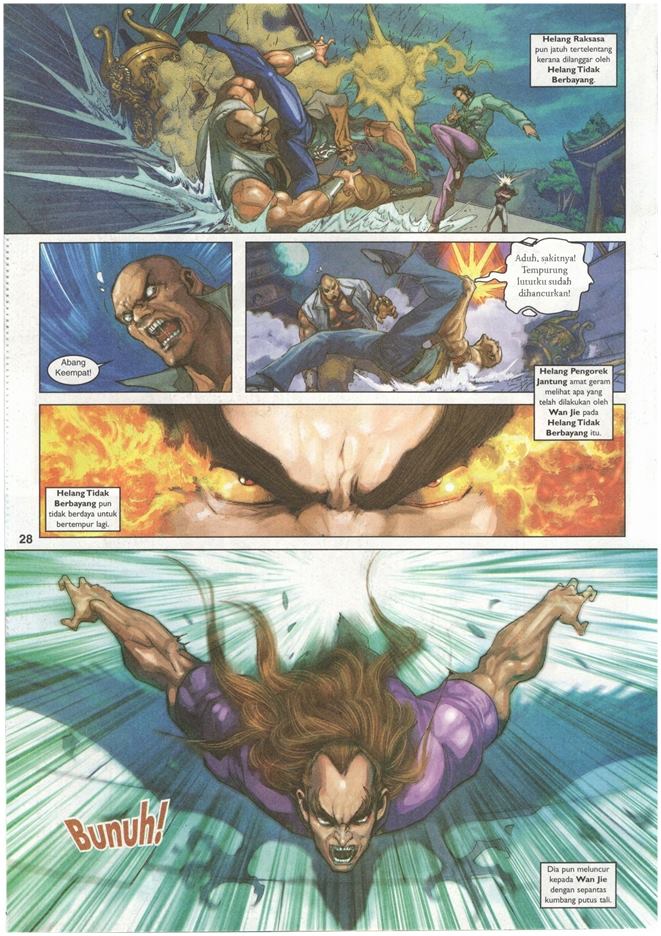 Helang Raksasa
pun jatuh tertelentang
kerana dilanggar oleh
Helang Tidak
Berbayang.
Abang
Keempat!
Aduh, sakitnya!
Tempurung
lututku sudah
dihancurkan!
Helang Pengorek
Jantung amat geram
melihat apa yang
telah dilakukan oleh
Wan Jie pada
Helang Tidak
Berbayang itu.
Helang Tidak
Berbayang pun
tidak berdaya untuk
bertempur lagi.
28
Bunuh!
Dia pun meluncur
kepada Wan Jie
dengan sepantas
kumbang putus tali.